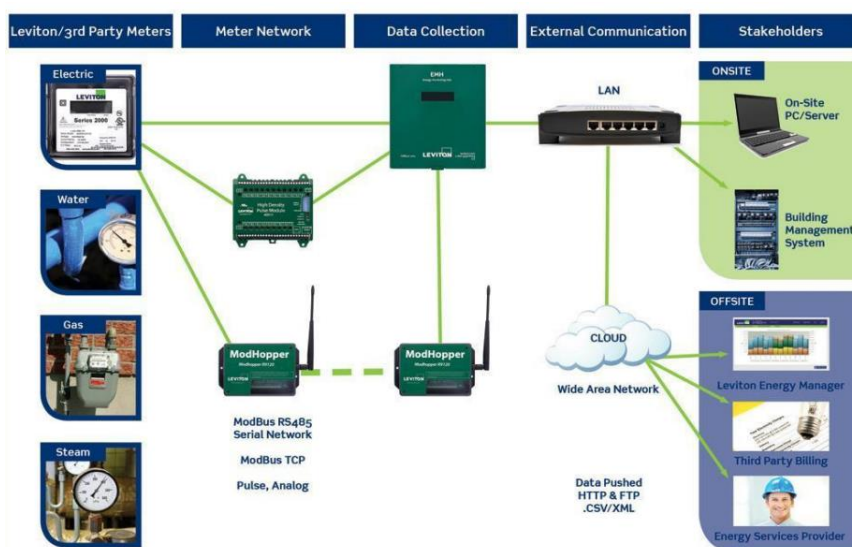 Leviton/3rd Party Meters
Meter Network
Data Collection
External Communication
Stakeholders
Electric
LEVITON
Series 2000
Water
Gas
Steam
High Density
Pulse Module
ModHopper
LEVITON
ModBus RS485
Serial Network
ModBus TCP
Pulse, Analog
EMH
LEVITON
ModHopper
LEVITON
LAN
CLOUD
Wide Area Network
Data Pushed
HTTP & FTP
.CSV/XML
ONSITE
On-Site
PC/Server
Building
Management
System
OFFSITE
Leviton Energy Manager
Third Party Billing
Energy Services Provider